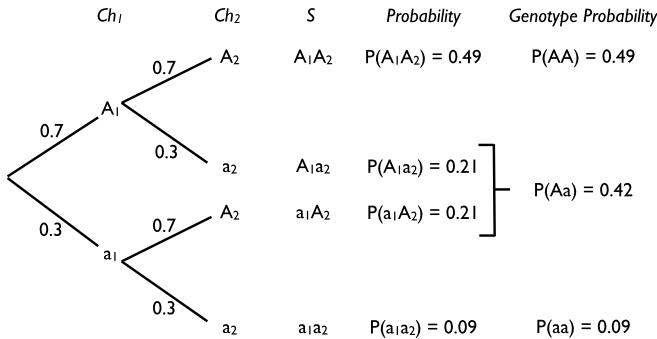 Ch₁ Ch₂ S Probability Genotype Probability
0.7 A₂ A₁A₂ P(A₁A₂) = 0.49 P(AA) = 0.49
A₁
0.7
0.3 a₂ A₁a₂ P(A₁a₂) = 0.21
P(Aa) = 0.42
0.7 A₂ a₁A₂ P(a₁A₂) = 0.21
0.3
a₁
0.3 a₂ a₁a₂ P(a₁a₂) = 0.09 P(aa) = 0.09